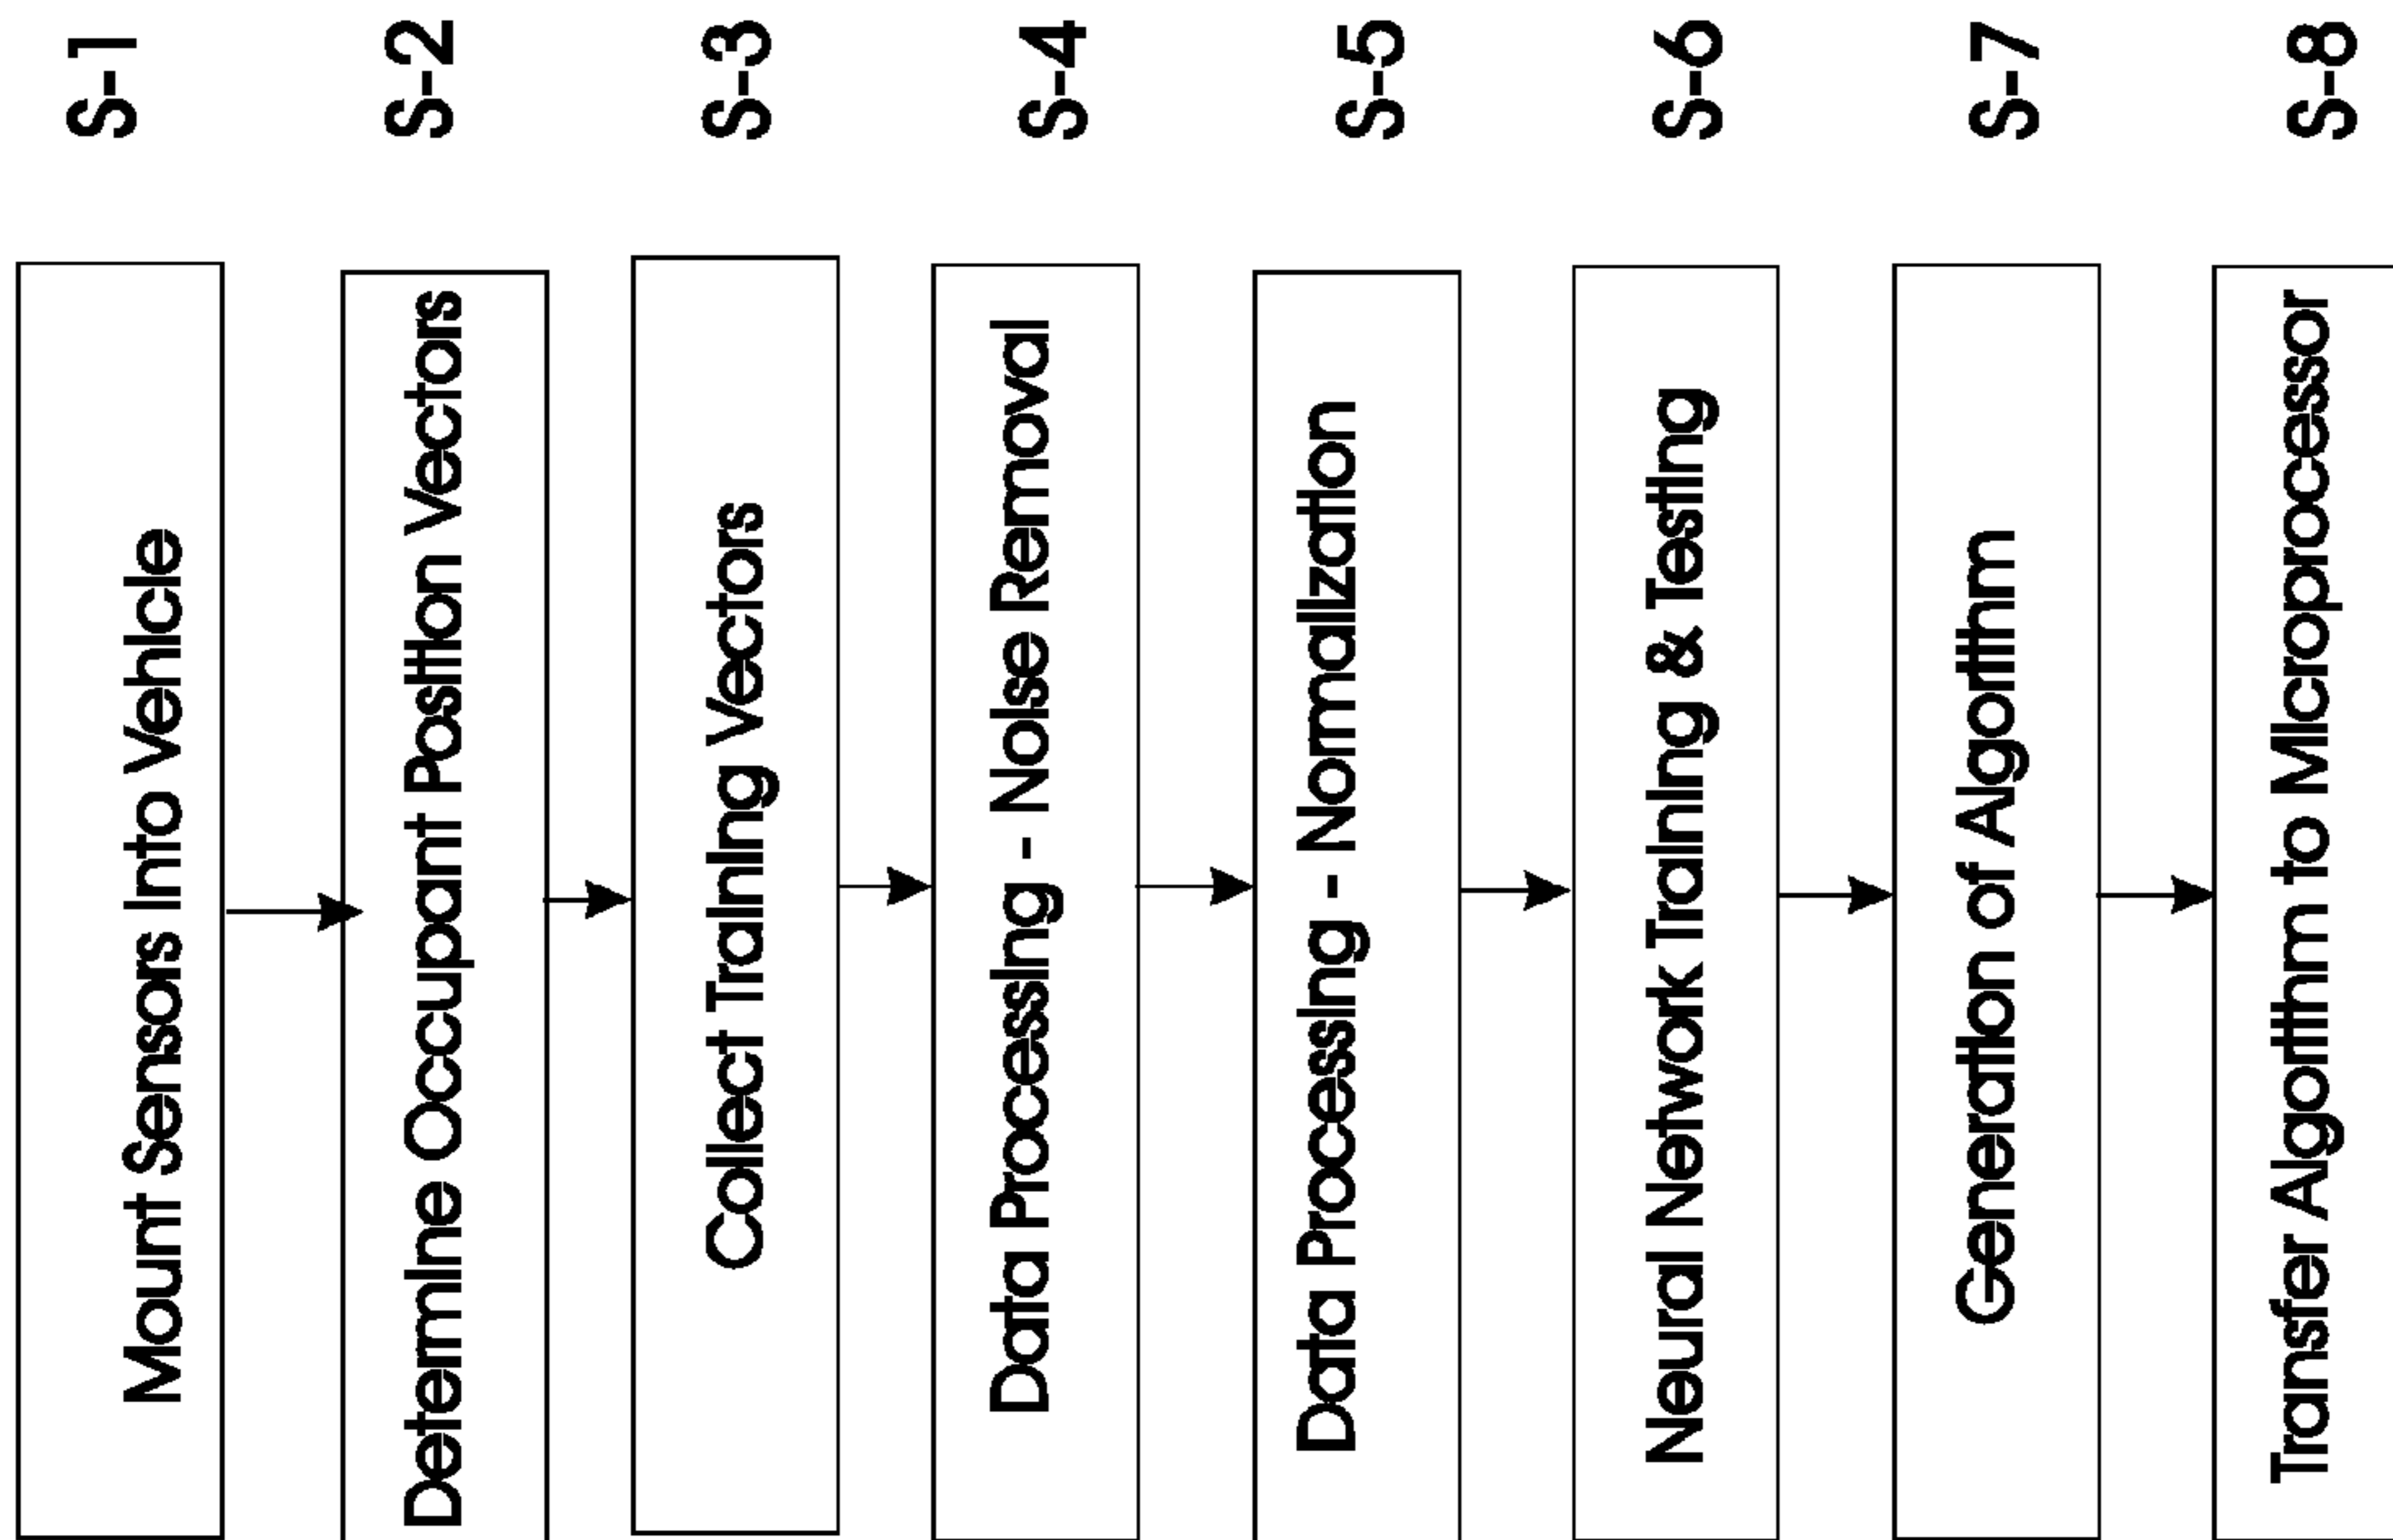 Mount Sensors Into Vehicle
S-1
Determine Occupant Position Vectors
S-2
Collect Training Vectors
S-3
Data Processing - Noise Removal
S-4
Data Processing - Normalization
S-5
Neural Network Training & Testing
S-6
Generation of Algorithm
S-7
Transfer Algorithm to Microprocessor
S-8